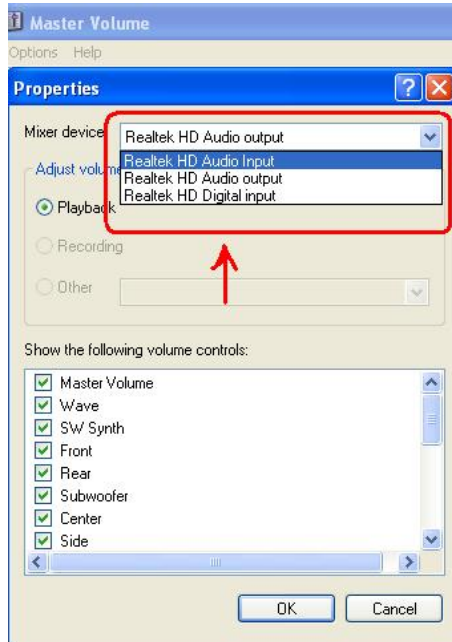 Master Volume
Options Help
Properties
Mixer device
Realtek HD Audio output
Realtek HD Audio Input
Realtek HD Audio output
Realtek HD Digital input
Adjust volume
Playback
Recording
Other
Show the following volume controls:
Master Volume
Wave
SW Synth
Front
Rear
Subwoofer
Center
Side
OK Cancel